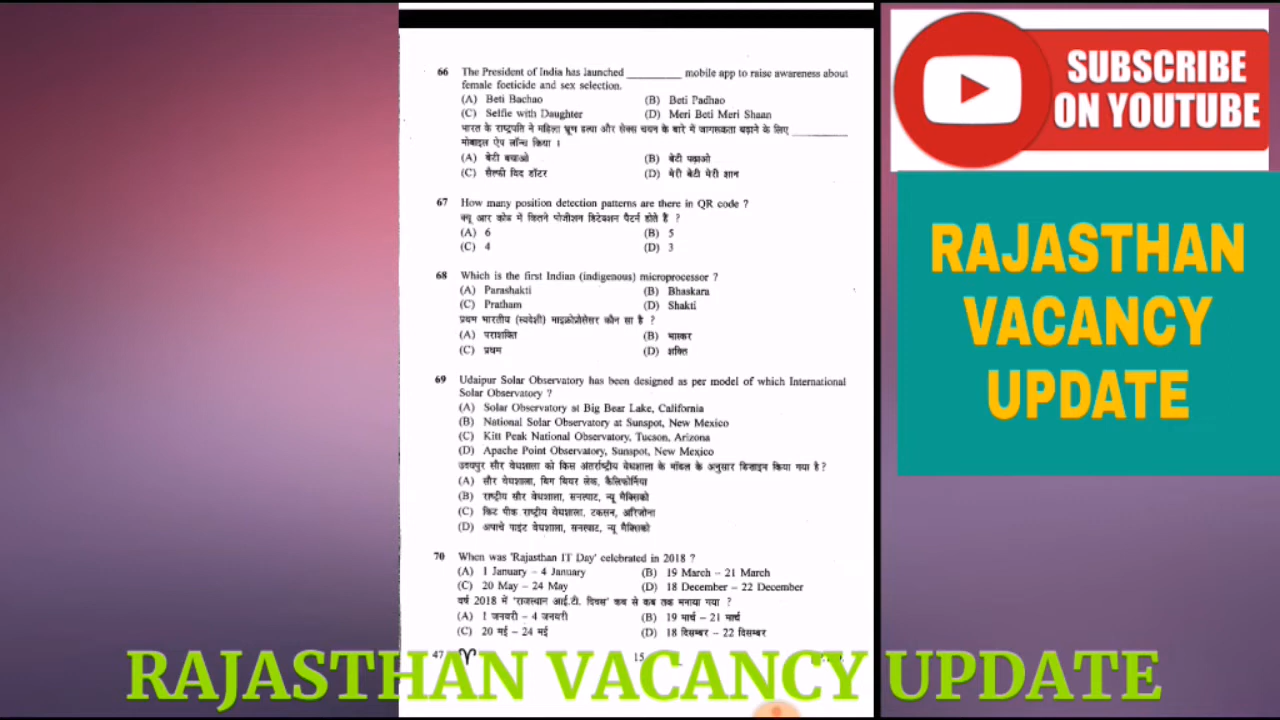 66 The President of India has launched __________ mobile app to raise awareness about
female foeticide and sex selection.
(A) Beti Bachao (B) Beti Padhao
(C) Selfie with Daughter (D) Meri Beti Meri Shaan
भारत के राष्ट्रपति ने महिला भ्रूण हत्या और सेक्स चयन के बारे में जागरूकता बढ़ाने के लिए __________
मोबाइल ऐप लॉन्च किया ।
(A) बेटी बचाओ (B) बेटी पढ़ाओ
(C) सैल्फी विद डॉटर (D) मेरी बेटी मेरी शान
67 How many position detection patterns are there in QR code ?
क्यू आर कोड में कितने पोजीशन डिटेक्शन पैटर्न होते हैं ?
(A) 6 (B) 5
(C) 4 (D) 3
68 Which is the first Indian (indigenous) microprocessor ?
(A) Parashakti (B) Bhaskara
(C) Pratham (D) Shakti
प्रथम भारतीय (स्वदेशी) माइक्रोप्रोसेसर कौन सा है ?
(A) पराशक्ति (B) भास्कर
(C) प्रथम (D) शक्ति
69 Udaipur Solar Observatory has been designed as per model of which International
Solar Observatory ?
(A) Solar Observatory at Big Bear Lake, California
(B) National Solar Observatory at Sunspot, New Mexico
(C) Kitt Peak National Observatory, Tucson, Arizona
(D) Apache Point Observatory, Sunspot, New Mexico
उदयपुर सौर वेधशाला को किस अंतर्राष्ट्रीय वेधशाला के मॉडल के अनुसार डिज़ाइन किया गया है ?
(A) सौर वेधशाला, बिग बियर लेक, कैलिफोर्निया
(B) राष्ट्रीय सौर वेधशाला, सनस्पाट, न्यू मैक्सिको
(C) किट पीक राष्ट्रीय वेधशाला, टकसन, अरिजोना
(D) अपाचे पाइंट वेधशाला, सनस्पाट, न्यू मैक्सिको
70 When was 'Rajasthan IT Day' celebrated in 2018 ?
(A) 1 January – 4 January (B) 19 March – 21 March
(C) 20 May – 24 May (D) 18 December – 22 December
वर्ष 2018 में 'राजस्थान आई.टी. दिवस' कब से कब तक मनाया गया ?
(A) 1 जनवरी – 4 जनवरी (B) 19 मार्च – 21 मार्च
(C) 20 मई – 24 मई (D) 18 दिसम्बर – 22 दिसम्बर
47 15
SUBSCRIBE
ON YOUTUBE
RAJASTHAN
VACANCY
UPDATE
RAJASTHAN VACANCY UPDATE